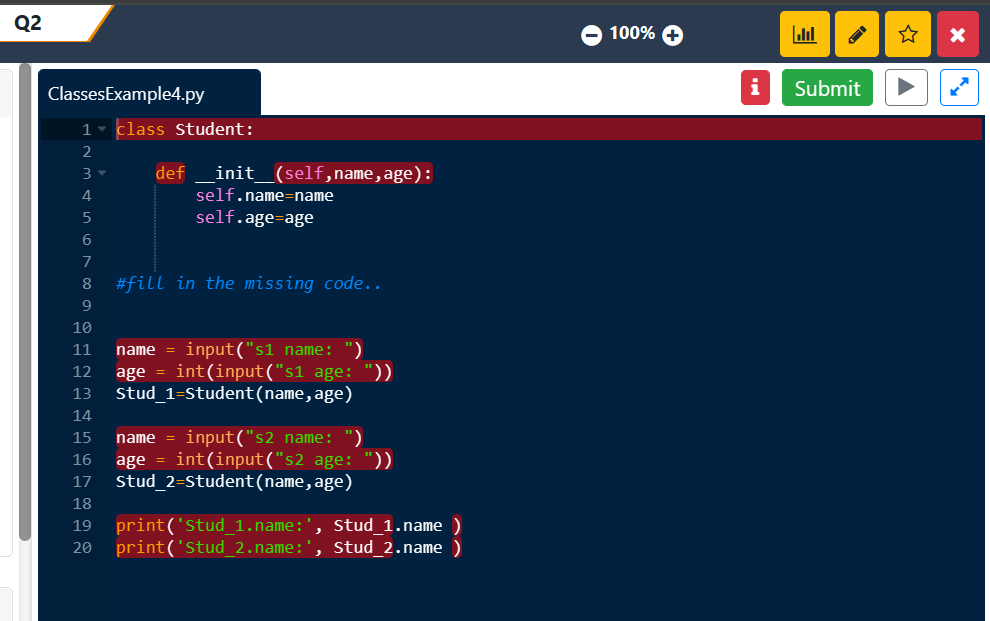 Q2
100%
ClassesExample4.py
Submit
1 class Student:
2
3     def __init__(self,name,age):
4         self.name=name
5         self.age=age
6
7
8 #fill in the missing code..
9
10
11 name = input("s1 name: ")
12 age = int(input("s1 age: "))
13 Stud_1=Student(name,age)
14
15 name = input("s2 name: ")
16 age = int(input("s2 age: "))
17 Stud_2=Student(name,age)
18
19 print('Stud_1.name:', Stud_1.name )
20 print('Stud_2.name:', Stud_2.name )